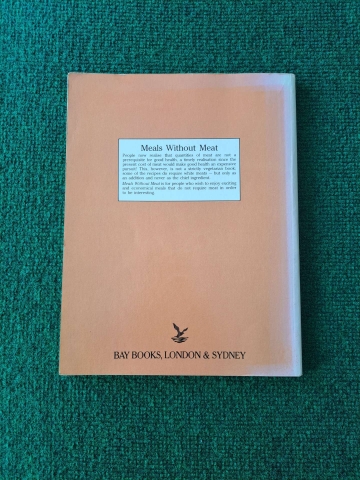 Meals Without Meat
People now realise that quantities of meat are not a
prerequisite for good health, a timely realisation since the
present cost of meat would make good health an expensive
pursuit! This, however, is not a strictly vegetarian book;
some of the recipes do require white meats – but only as
an addition and never as the chief ingredient.
Meals Without Meat is for people who wish to enjoy exciting
and economical meals that do not require meat in order
to be interesting.
BAY BOOKS, LONDON & SYDNEY